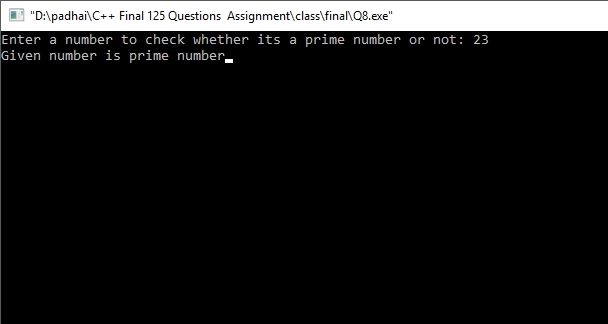 "D:\padhai\C++ Final 125 Questions  Assignment\class\final\Q8.exe"
Enter a number to check whether its a prime number or not: 23
Given number is prime number